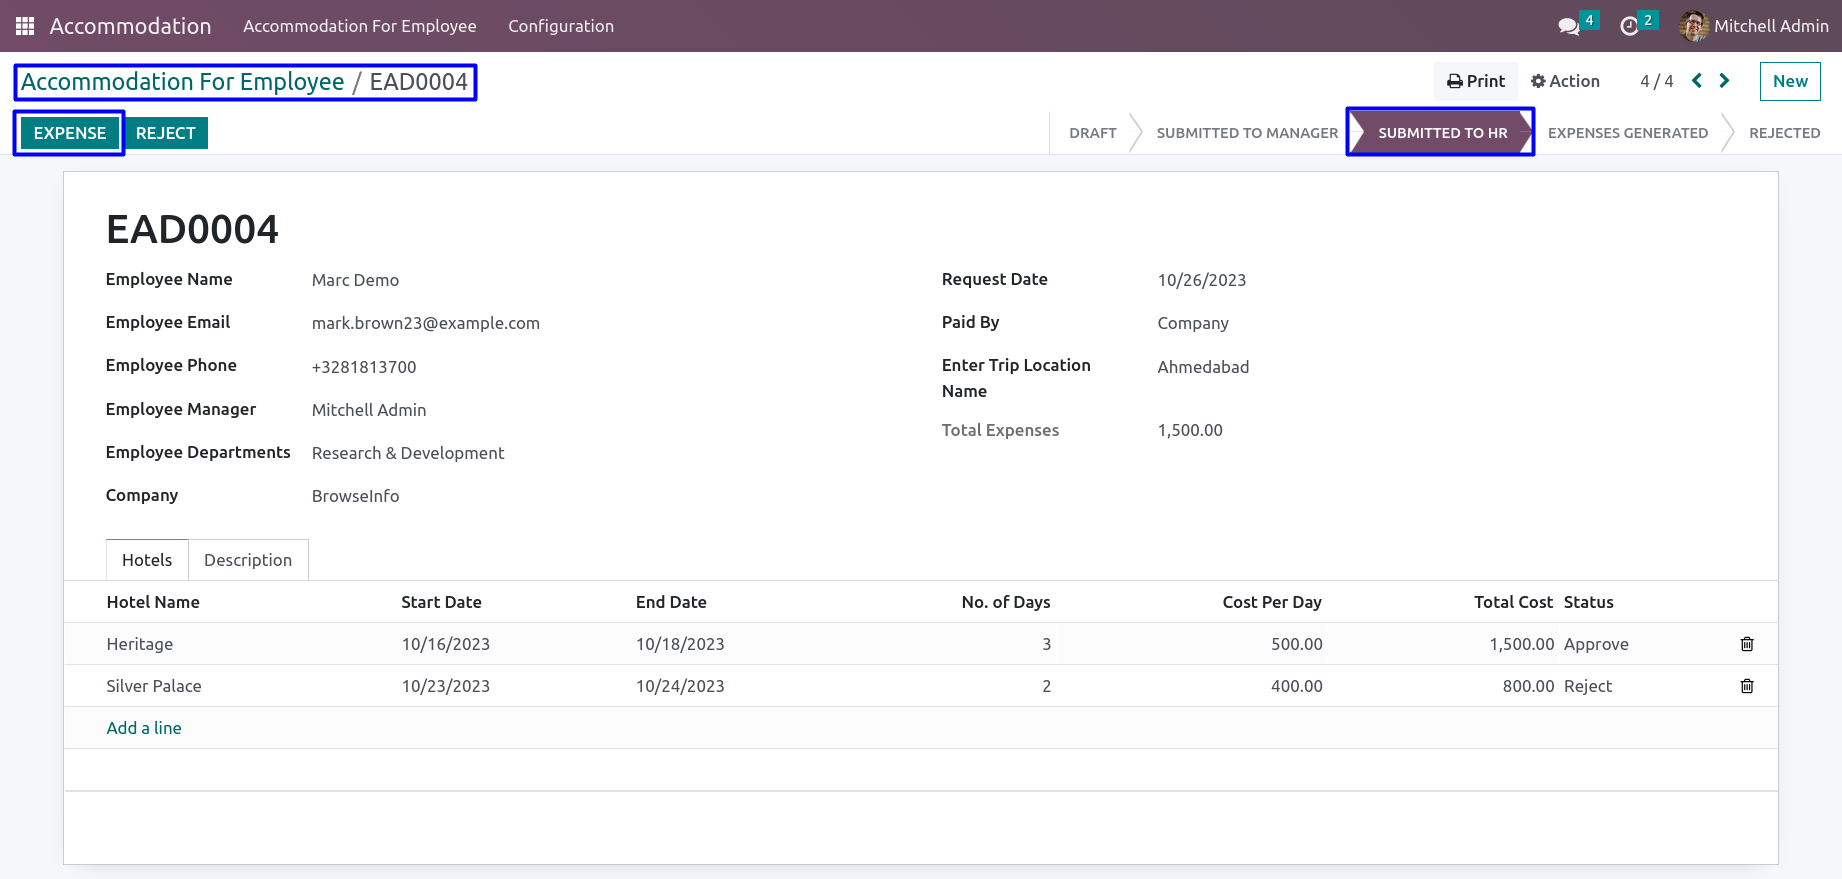 Accommodation Accommodation For Employee Configuration 4 2 Mitchell Admin
Accommodation For Employee / EAD0004 Print Action 4 / 4 New
EXPENSE REJECT DRAFT SUBMITTED TO MANAGER SUBMITTED TO HR EXPENSES GENERATED REJECTED
EAD0004
Employee Name Marc Demo Request Date 10/26/2023
Employee Email mark.brown23@example.com Paid By Company
Employee Phone +3281813700 Enter Trip Location Name Ahmedabad
Employee Manager Mitchell Admin
Total Expenses 1,500.00
Employee Departments Research & Development
Company BrowseInfo
Hotels Description
Hotel Name Start Date End Date No. of Days Cost Per Day Total Cost Status
Heritage 10/16/2023 10/18/2023 3 500.00 1,500.00 Approve
Silver Palace 10/23/2023 10/24/2023 2 400.00 800.00 Reject
Add a line